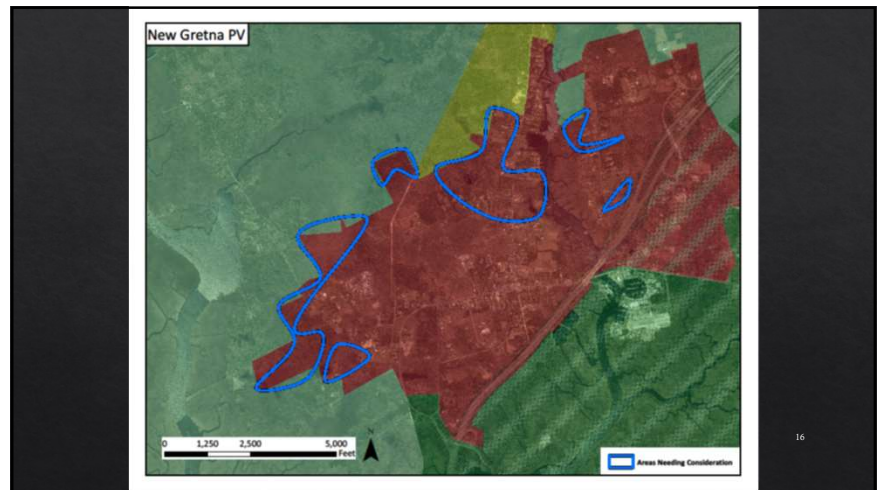 New Gretna PV
N
0 1,250 2,500 5,000
Feet
Areas Needing Consideration
16